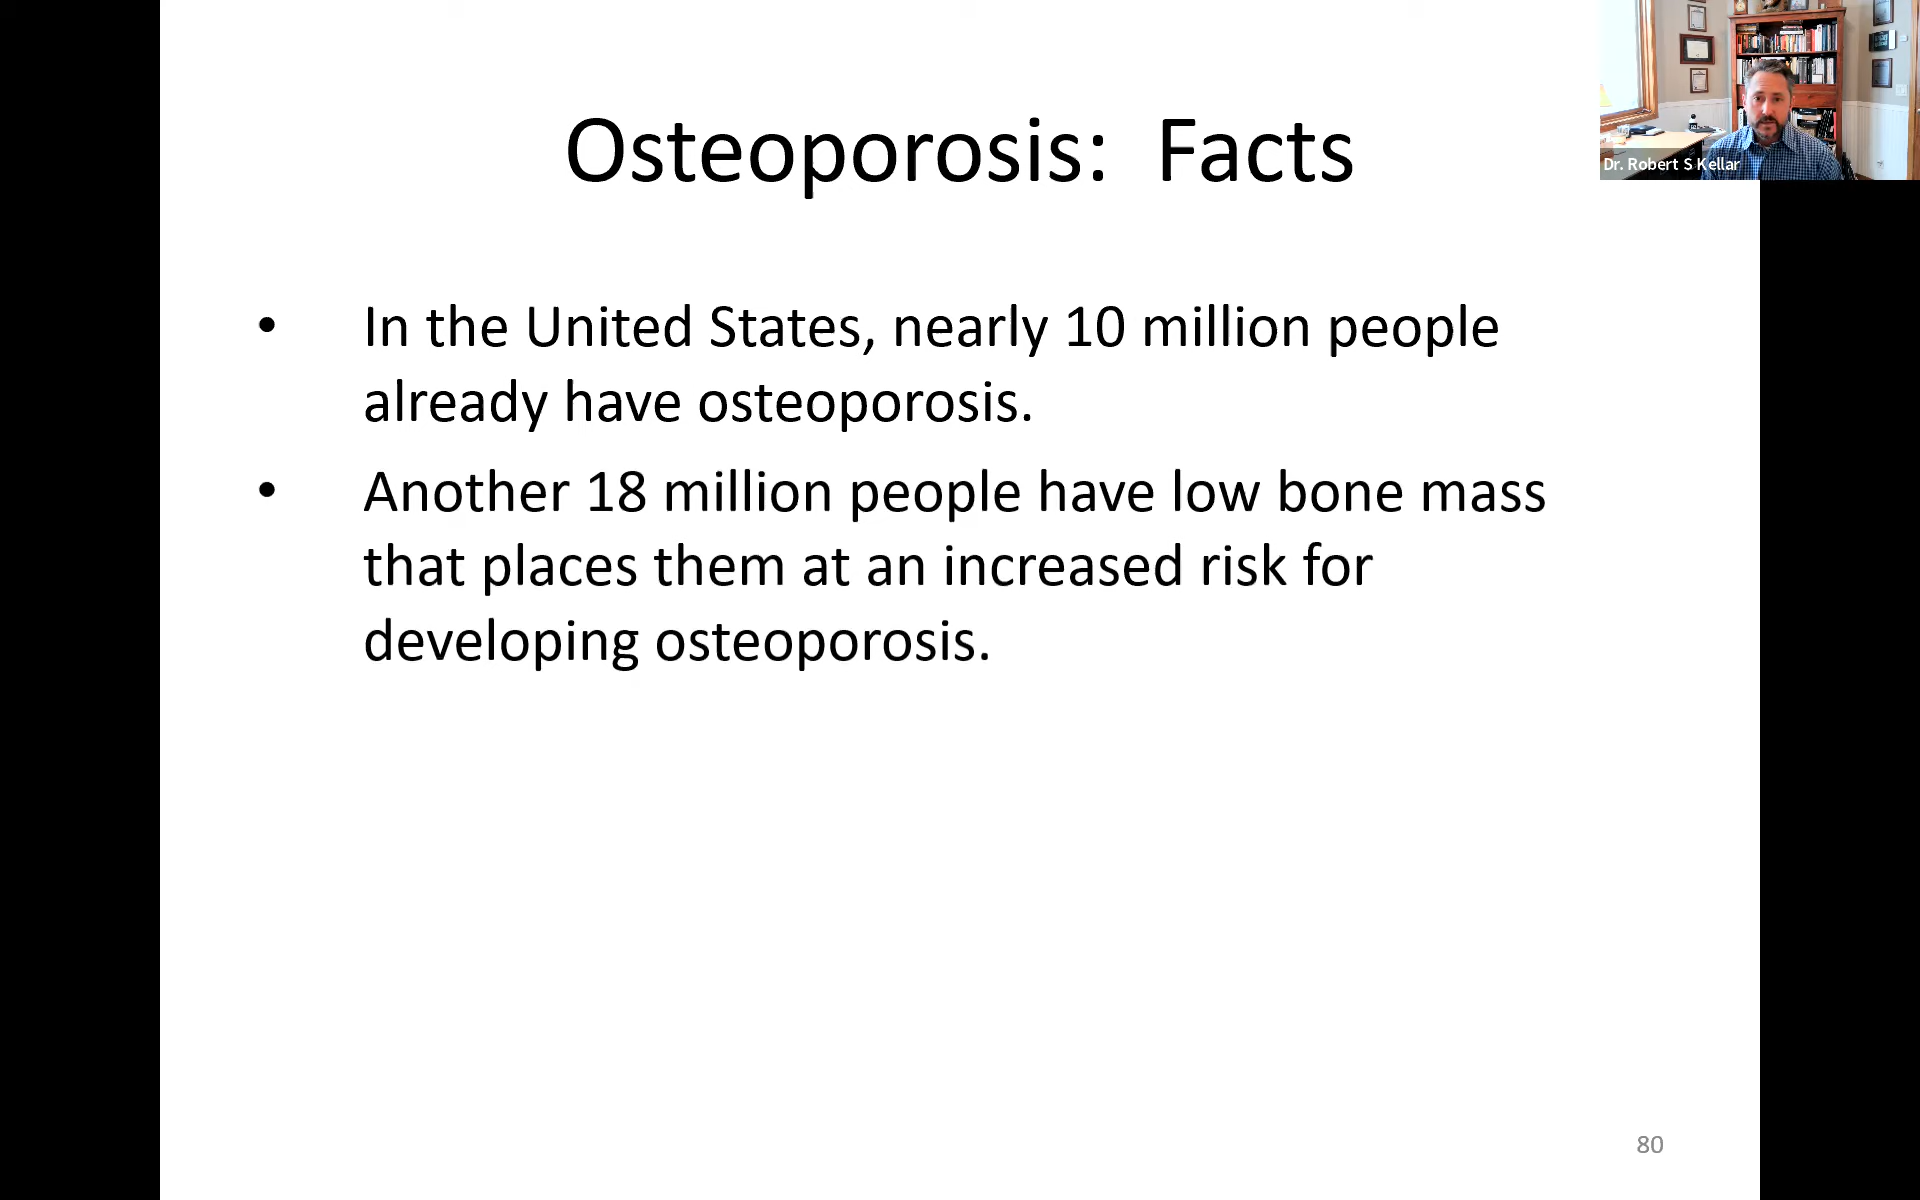 Osteoporosis:  Facts
Dr. Robert S Kellar
• In the United States, nearly 10 million people
already have osteoporosis.
• Another 18 million people have low bone mass
that places them at an increased risk for
developing osteoporosis.
80